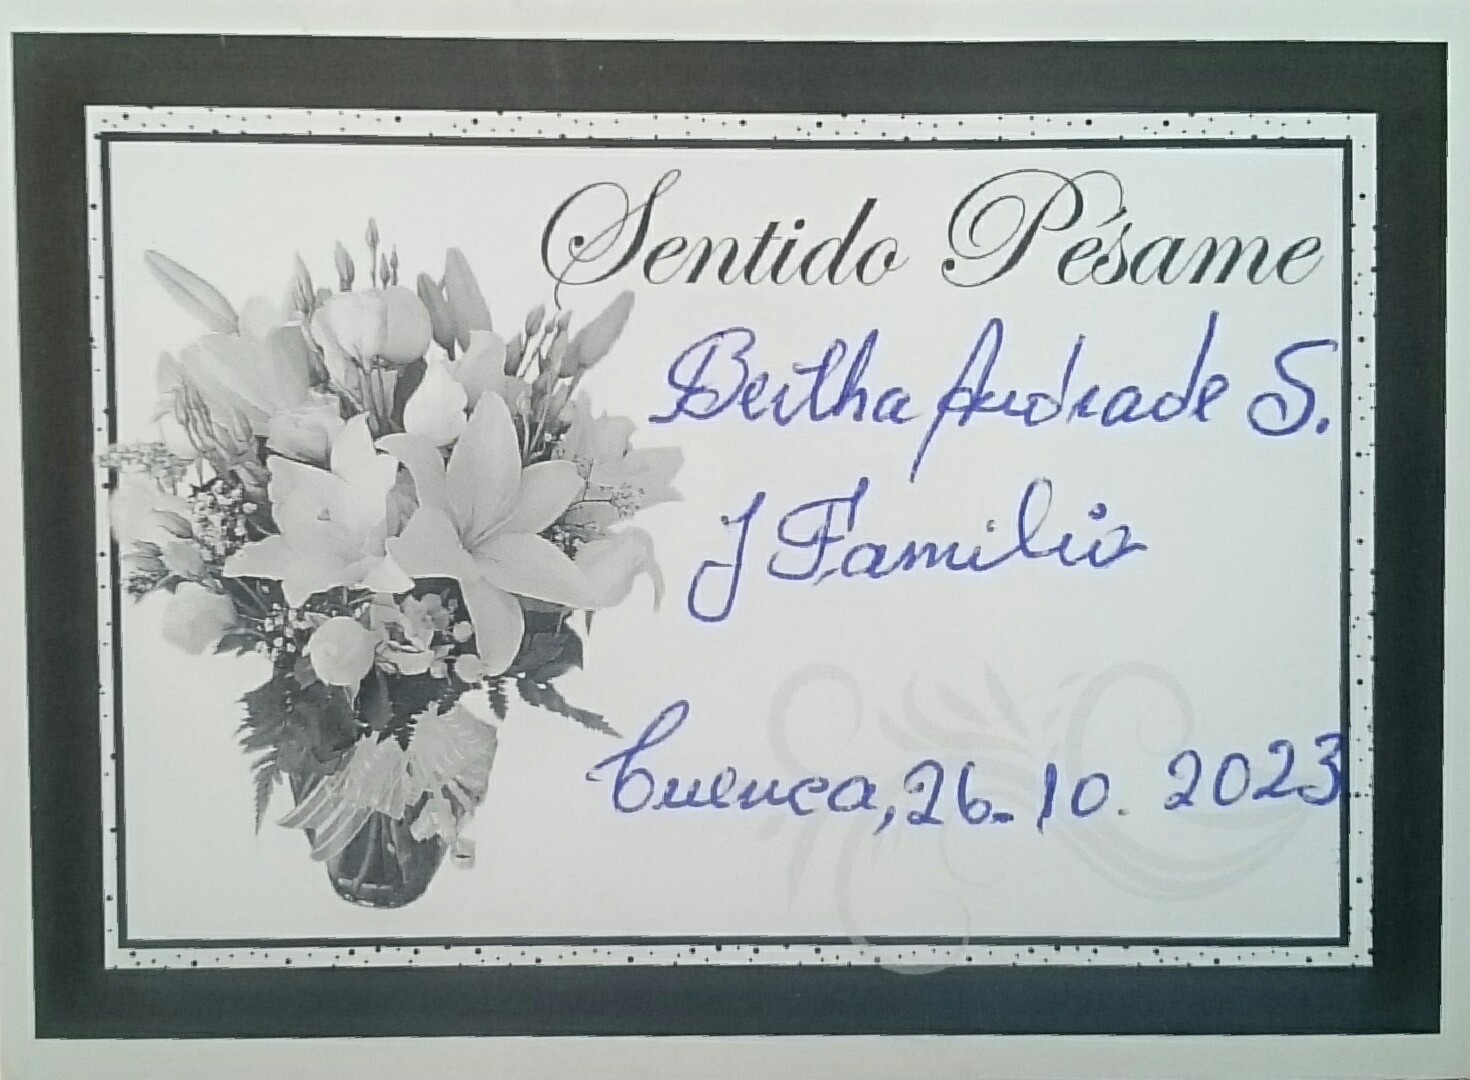 Sentido Pésame
Bertha Andrade S.
y Familia
Cuenca, 26-10. 2023